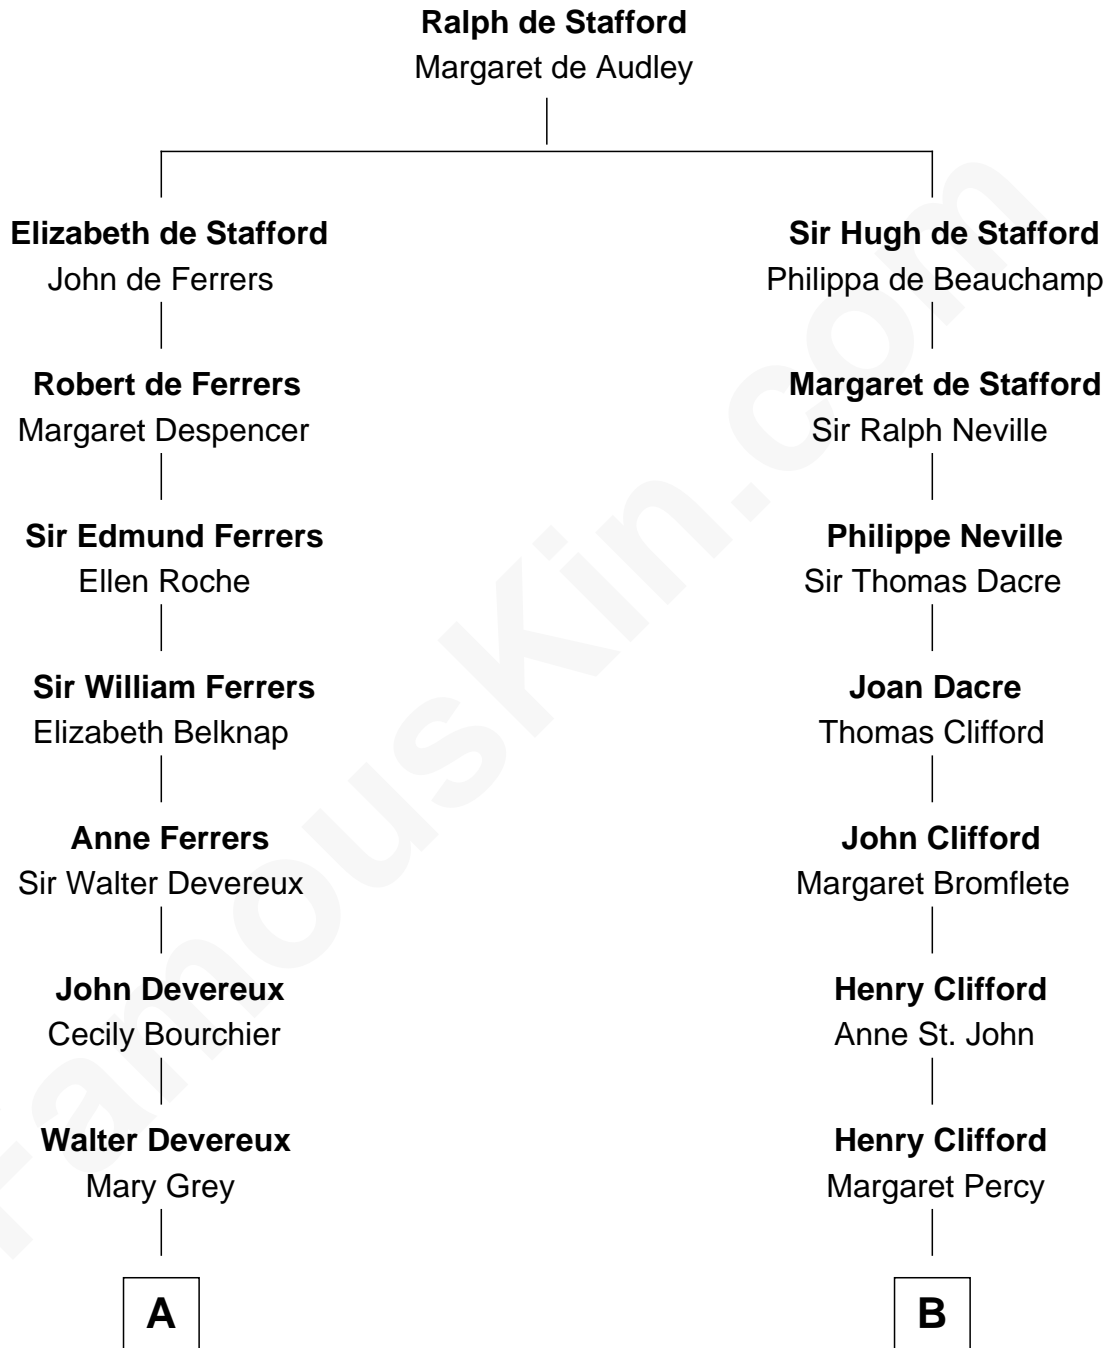 Ralph de Stafford
Margaret de Audley
Elizabeth de Stafford
John de Ferrers
Sir Hugh de Stafford
Philippa de Beauchamp
Robert de Ferrers
Margaret Despencer
Margaret de Stafford
Sir Ralph Neville
Sir Edmund Ferrers
Ellen Roche
Philippe Neville
Sir Thomas Dacre
Sir William Ferrers
Elizabeth Belknap
Joan Dacre
Thomas Clifford
Anne Ferrers
Sir Walter Devereux
John Clifford
Margaret Bromflete
John Devereux
Cecily Bourchier
Henry Clifford
Anne St. John
Walter Devereux
Mary Grey
Henry Clifford
Margaret Percy
A
B
FamousKin.com